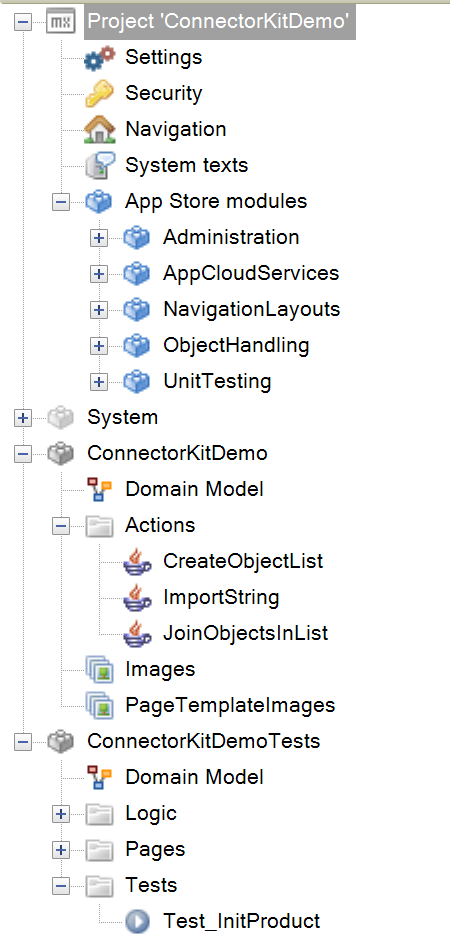 mx Project 'ConnectorKitDemo'
Settings
Security
Navigation
System texts
App Store modules
Administration
AppCloudServices
NavigationLayouts
ObjectHandling
UnitTesting
System
ConnectorKitDemo
Domain Model
Actions
CreateObjectList
ImportString
JoinObjectsInList
Images
PageTemplateImages
ConnectorKitDemoTests
Domain Model
Logic
Pages
Tests
Test_InitProduct